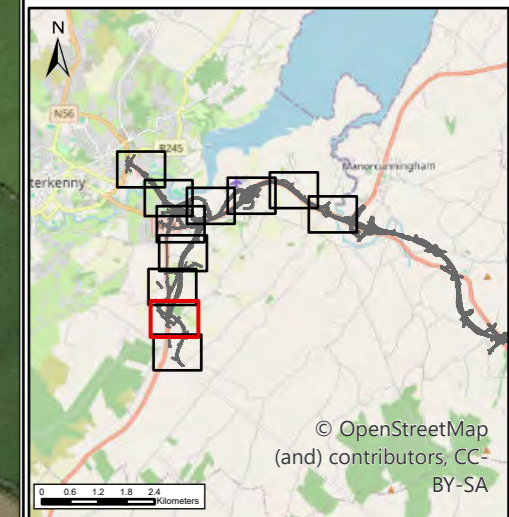 N
N56
R245
terkenny
Manorcunningham
© OpenStreetMap
(and) contributors, CC-
BY-SA
0 0.6 1.2 1.8 2.4
Kilometers